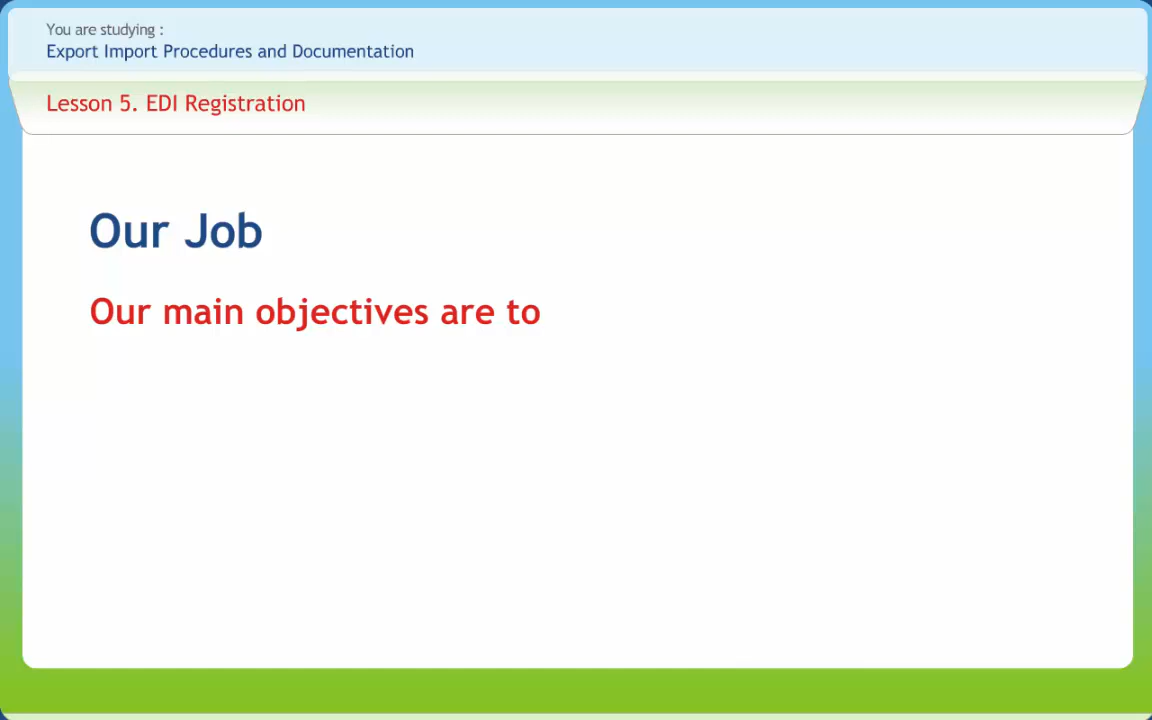 You are studying :
Export Import Procedures and Documentation
Lesson 5. EDI Registration
Our Job
Our main objectives are to